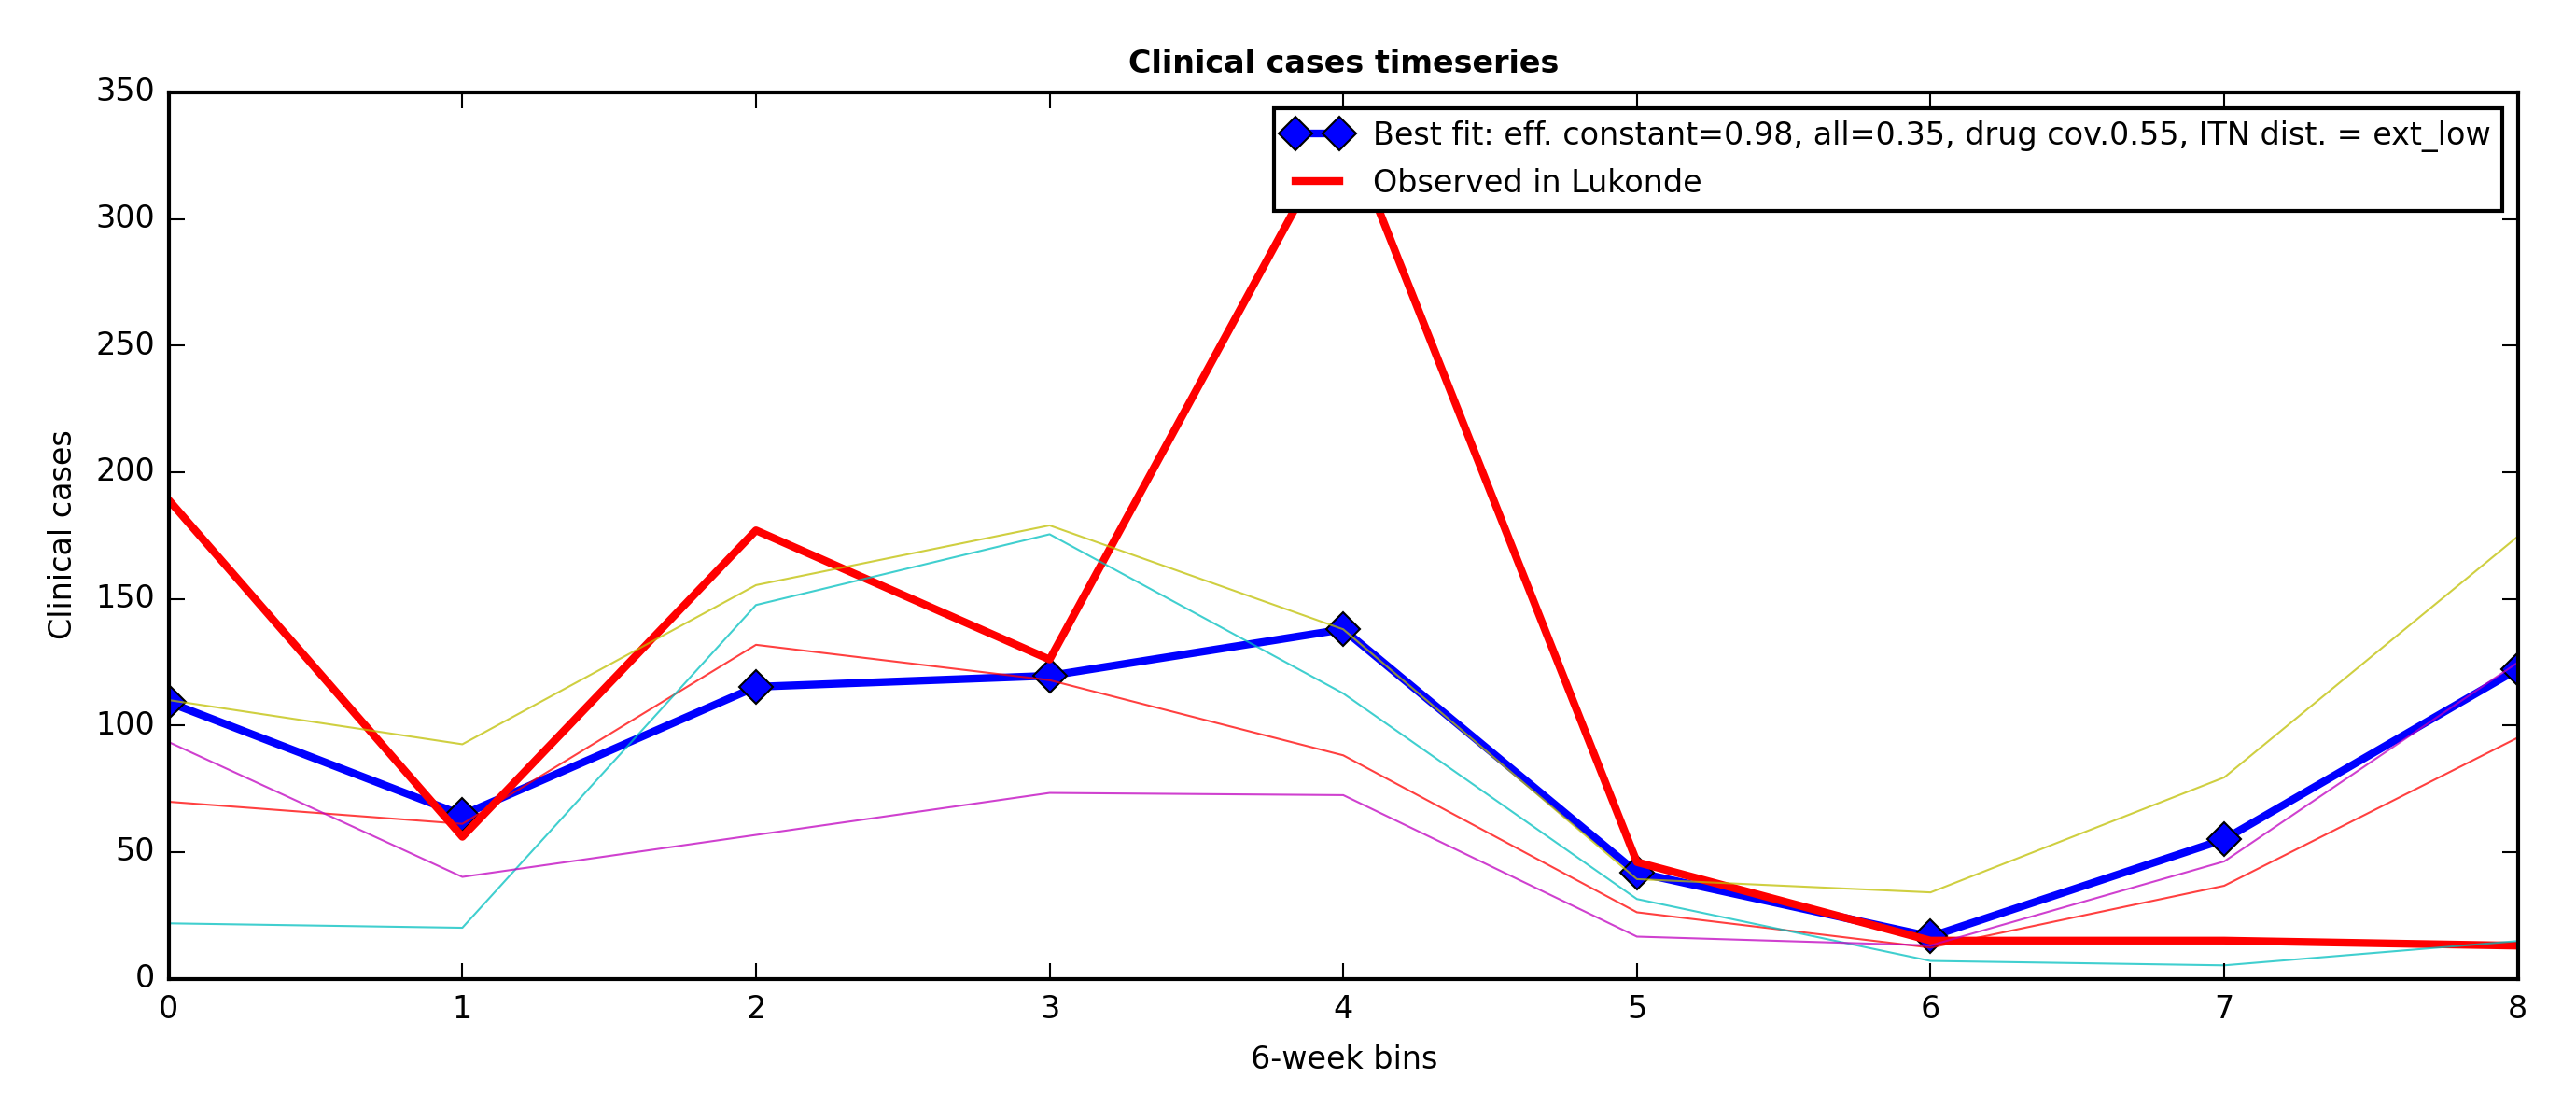 Clinical cases timeseries
350
300
250
200
150
100
50
0
Clinical cases
Best fit: eff. constant=0.98, all=0.35, drug cov.0.55, ITN dist. = ext_low
Observed in Lukonde
0 1 2 3 4 5 6 7 8
6-week bins